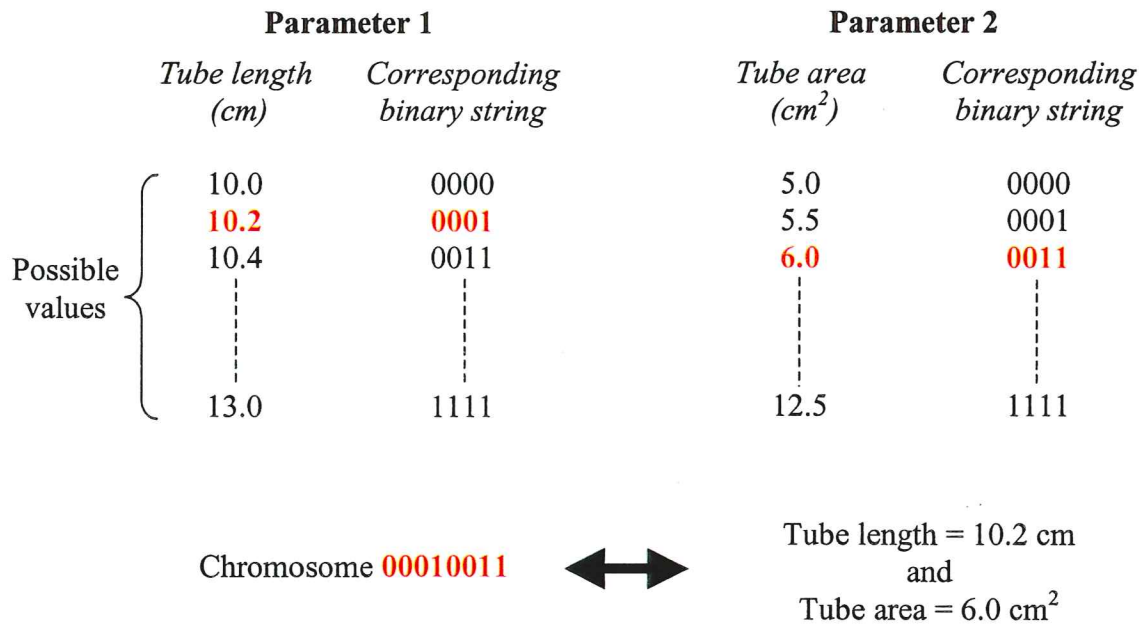 Parameter 1 Parameter 2
Tube length Corresponding Tube area Corresponding
(cm) binary string (cm²) binary string
10.0 0000 5.0 0000
10.2 0001 5.5 0001
10.4 0011 6.0 0011
Possible
values
13.0 1111 12.5 1111
Tube length = 10.2 cm
Chromosome 00010011 and
Tube area = 6.0 cm²